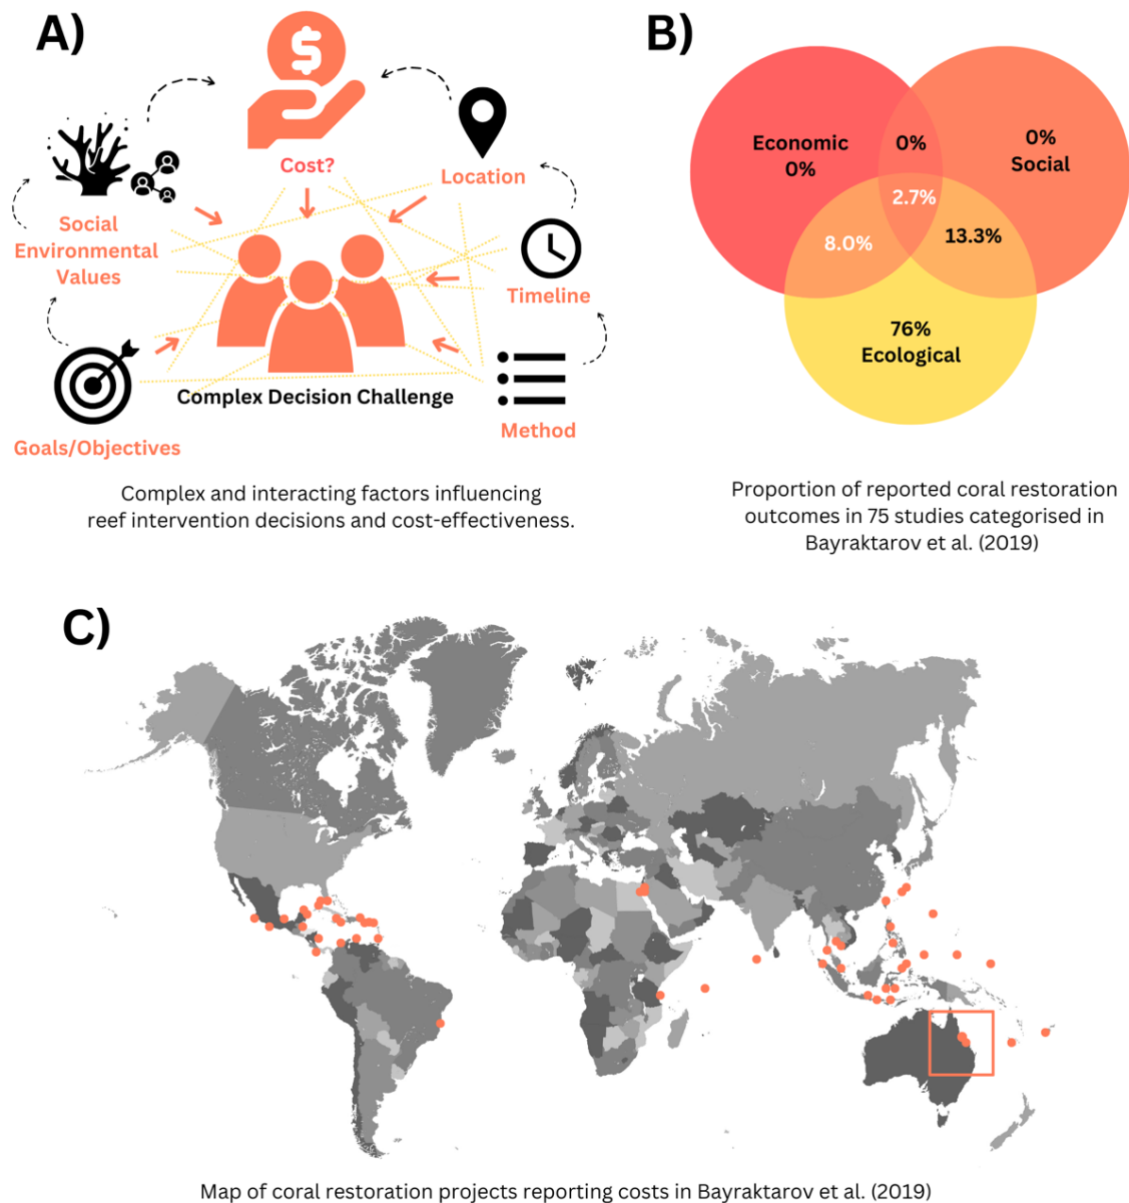 A)
$
Cost?
Location
Social
Environmental
Values
Timeline
Complex Decision Challenge
Goals/Objectives
Method
Complex and interacting factors influencing
reef intervention decisions and cost-effectiveness.
B)
Economic
0%
0%
0%
Social
2.7%
8.0%
13.3%
76%
Ecological
Proportion of reported coral restoration
outcomes in 75 studies categorised in
Bayraktarov et al. (2019)
C)
Map of coral restoration projects reporting costs in Bayraktarov et al. (2019)